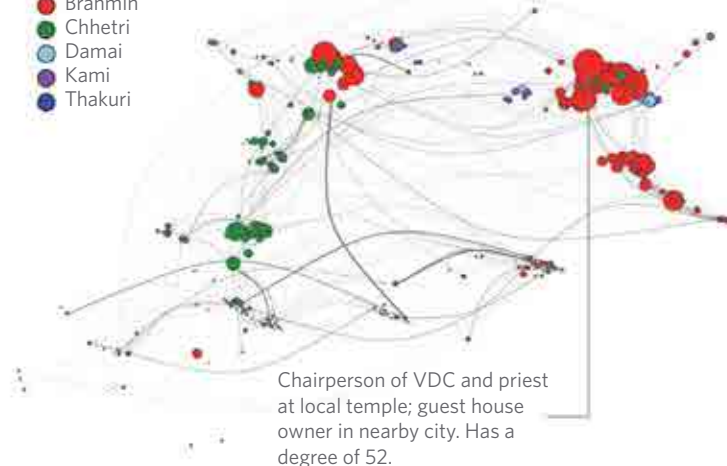 Brahmin
Chhetri
Damai
Kami
Thakuri
Chairperson of VDC and priest
at local temple; guest house
owner in nearby city. Has a
degree of 52.